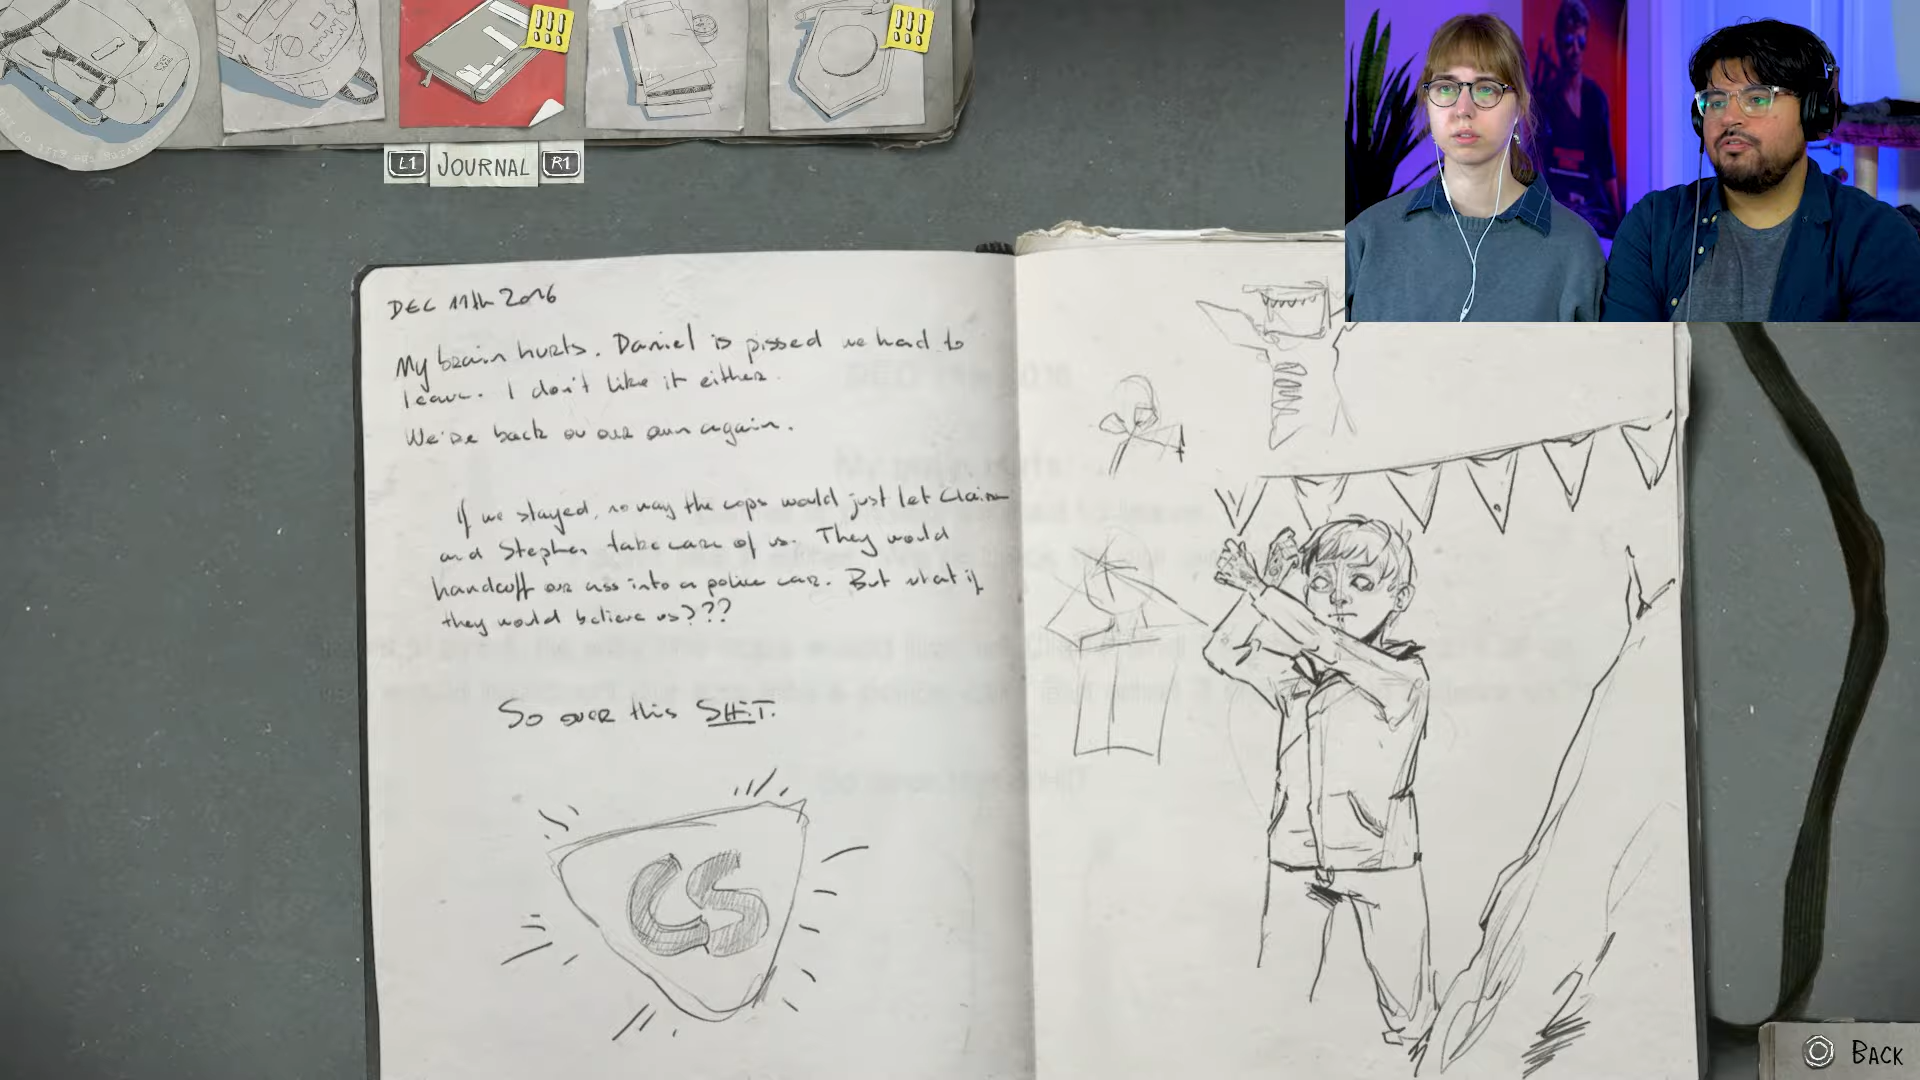 L1 JOURNAL R1
DEC 11th 2016
My brain hurts. Daniel is pissed we had to
leave. I don't like it either.
We're back on our own again.
If we stayed, no way the cops would just let Claire
and Stephen take care of us. They would
handcuff our ass into a police car. But what if
they would believe us???
So over this SHIT.
CS
BACK